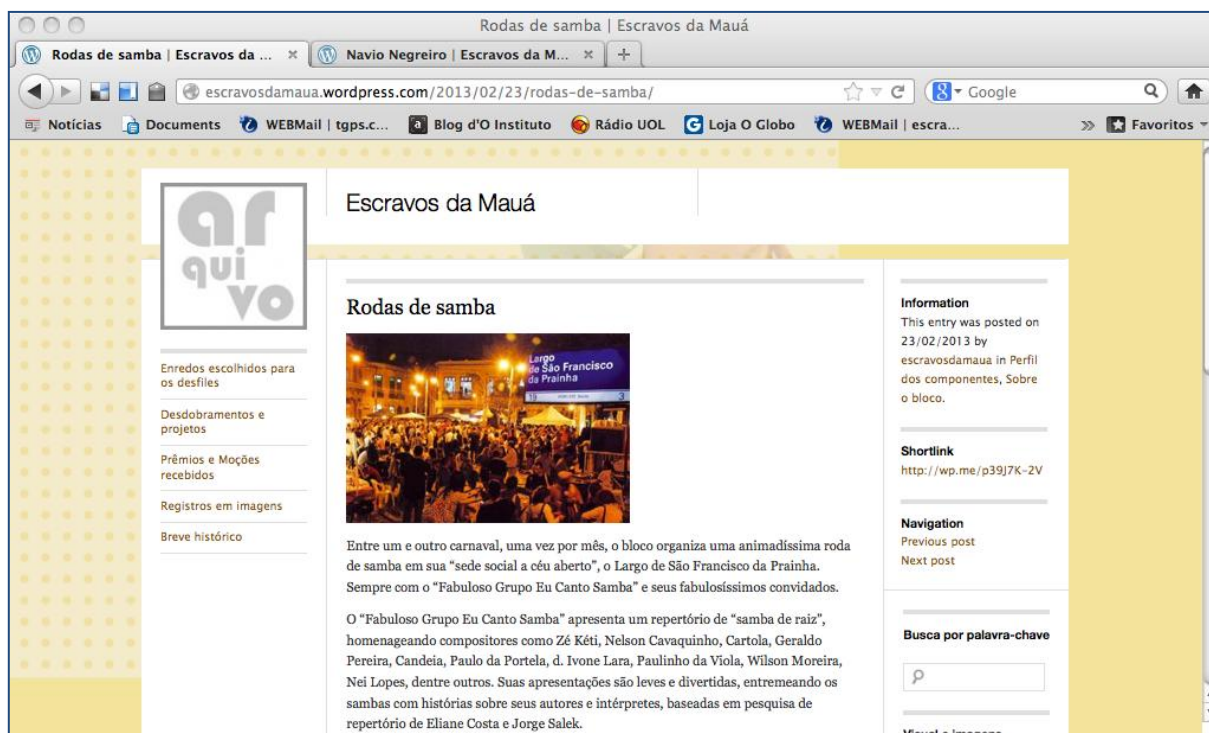 Rodas de samba | Escravos da Mauá
Rodas de samba | Escravos da ...
Navio Negreiro | Escravos da M...
escravosdamaua.wordpress.com/2013/02/23/rodas-de-samba/
Google
Notícias
Documents
WEBMail | tgps.c...
Blog d'O Instituto
Rádio UOL
Loja O Globo
WEBMail | escra...
Favoritos
arquivo
Escravos da Mauá
Enredos escolhidos para
os desfiles
Desdobramentos e
projetos
Prêmios e Moções
recebidos
Registros em imagens
Breve histórico
Rodas de samba
Largo
de São Francisco
da Prainha
19
3
Entre um e outro carnaval, uma vez por mês, o bloco organiza uma animadíssima roda
de samba em sua “sede social a céu aberto”, o Largo de São Francisco da Prainha.
Sempre com o “Fabuloso Grupo Eu Canto Samba” e seus fabulosíssimos convidados.
O “Fabuloso Grupo Eu Canto Samba” apresenta um repertório de “samba de raiz”,
homenageando compositores como Zé Kéti, Nelson Cavaquinho, Cartola, Geraldo
Pereira, Candeia, Paulo da Portela, d. Ivone Lara, Paulinho da Viola, Wilson Moreira,
Nei Lopes, dentre outros. Suas apresentações são leves e divertidas, entremeando os
sambas com histórias sobre seus autores e intérpretes, baseadas em pesquisa de
repertório de Eliane Costa e Jorge Salek.
Information
This entry was posted on
23/02/2013 by
escravosdamaua in Perfil
dos componentes, Sobre
o bloco.
Shortlink
http://wp.me/p39J7K-2V
Navigation
Previous post
Next post
Busca por palavra-chave